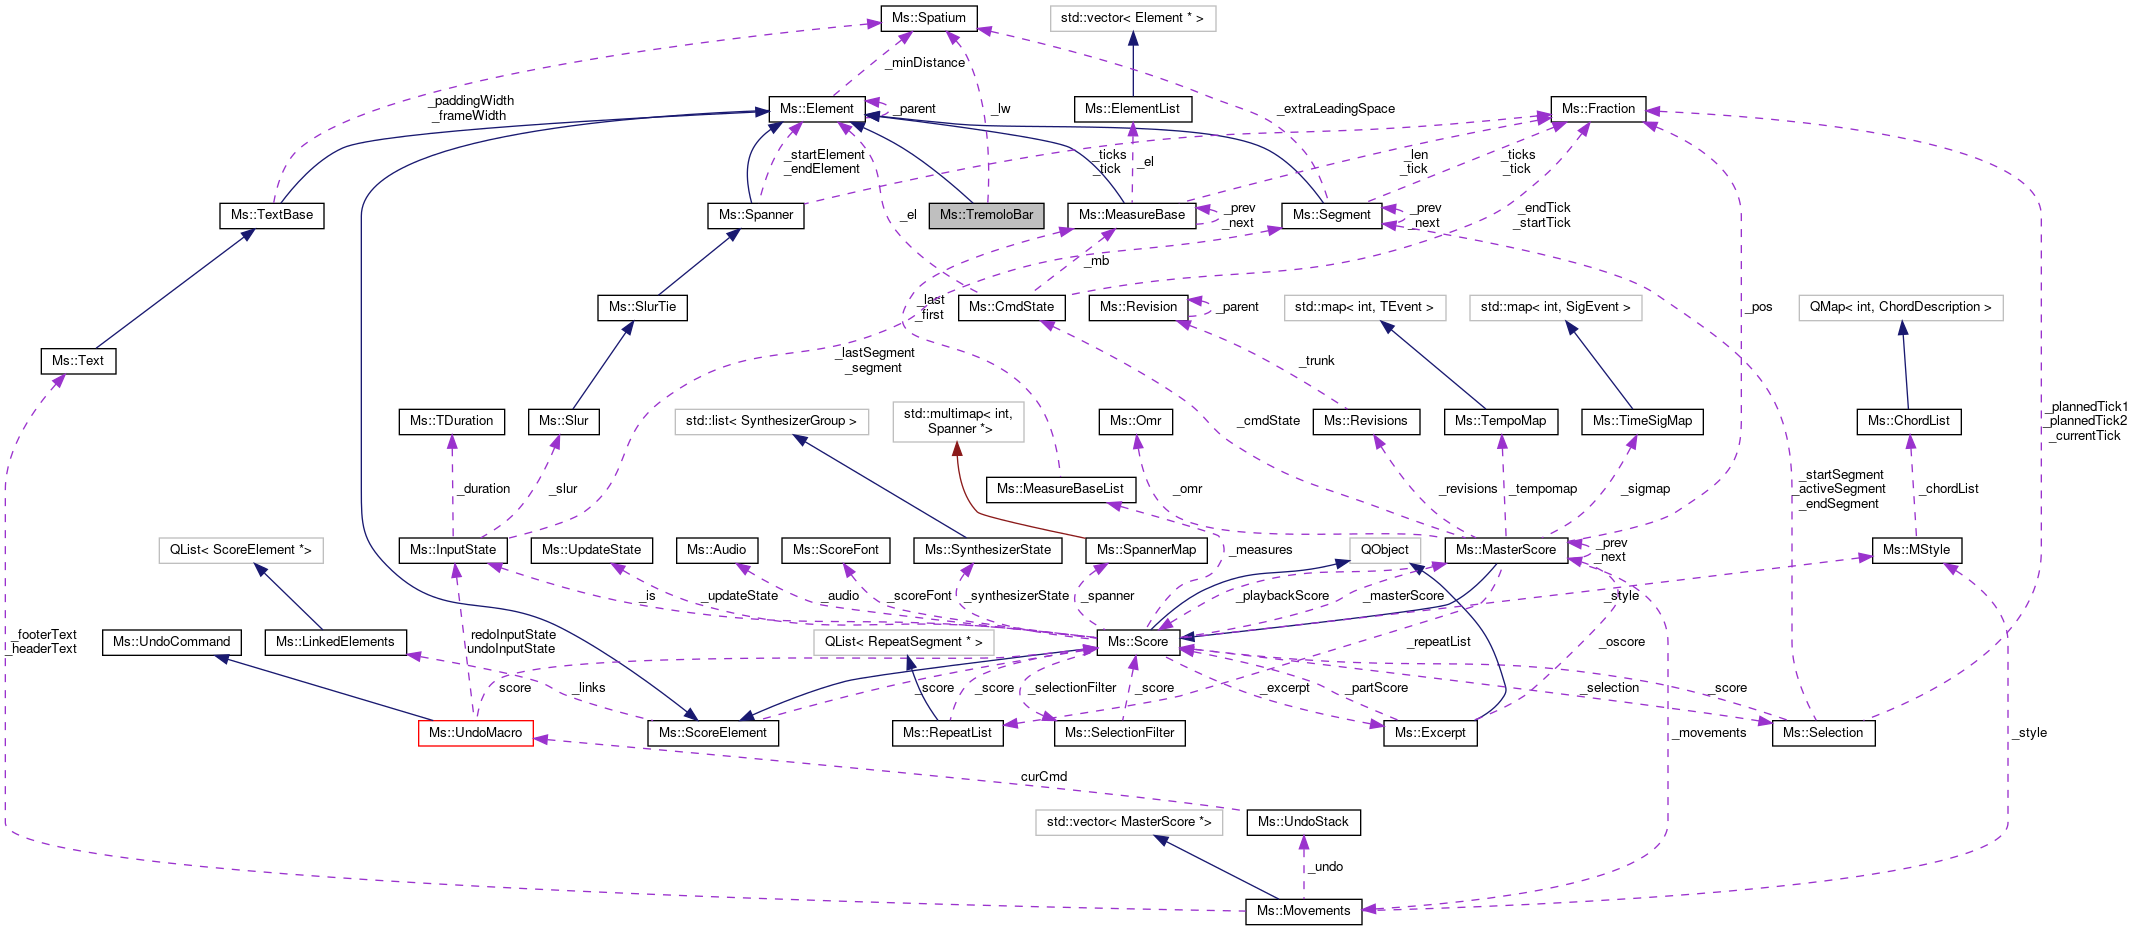 Ms::Spatium
std::vector< Element * >
_minDistance
_paddingWidth
_frameWidth
Ms::Element
_parent
_lw
Ms::ElementList
_extraLeadingSpace
Ms::Fraction
_startElement
_endElement
_ticks
_tick
_el
_len
_tick
_ticks
_tick
Ms::TextBase
Ms::Spanner
_el
Ms::TremoloBar
Ms::MeasureBase
_prev
_next
Ms::Segment
_prev
_next
_endTick
_startTick
_mb
Ms::SlurTie
_last
_first
Ms::CmdState
Ms::Revision
_parent
std::map< int, TEvent >
std::map< int, SigEvent >
_pos
QMap< int, ChordDescription >
Ms::Text
_lastSegment
_segment
_trunk
Ms::TDuration
Ms::Slur
std::list< SynthesizerGroup >
std::multimap< int,
Spanner *>
Ms::Omr
_cmdState
Ms::Revisions
Ms::TempoMap
Ms::TimeSigMap
Ms::ChordList
_plannedTick1
_plannedTick2
_currentTick
_duration
_slur
Ms::MeasureBaseList
_omr
_revisions
_tempomap
_sigmap
_startSegment
_activeSegment
_endSegment
_chordList
QList< ScoreElement *>
Ms::InputState
Ms::UpdateState
Ms::Audio
Ms::ScoreFont
Ms::SynthesizerState
Ms::SpannerMap
_measures
QObject
Ms::MasterScore
_prev
_next
Ms::MStyle
_is
_updateState
_audio
_scoreFont
_synthesizerState
_spanner
_playbackScore
_masterScore
_style
_footerText
_headerText
Ms::UndoCommand
Ms::LinkedElements
redoInputState
undoInputState
QList< RepeatSegment * >
Ms::Score
_repeatList
_oscore
score
_links
_score
_score
_selectionFilter
_score
_excerpt
_partScore
_selection
_score
Ms::UndoMacro
Ms::ScoreElement
Ms::RepeatList
Ms::SelectionFilter
Ms::Excerpt
_movements
Ms::Selection
_style
curCmd
std::vector< MasterScore *>
Ms::UndoStack
_undo
Ms::Movements